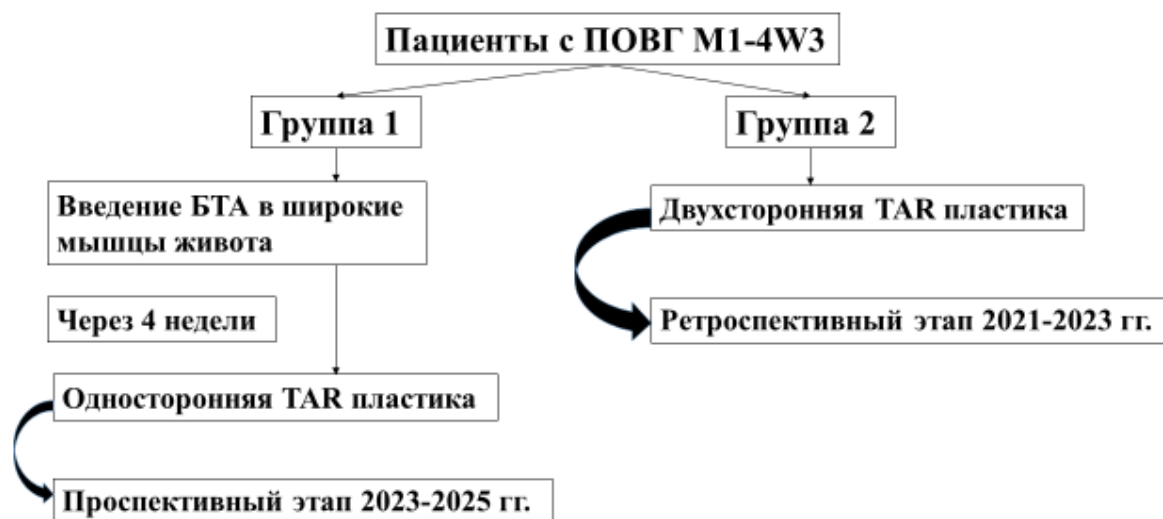 Пациенты с ПОВГ M1-4W3
Группа 1
Группа 2
Введение БТА в широкие
мышцы живота
Двухсторонняя TAR пластика
Через 4 недели
Ретроспективный этап 2021-2023 гг.
Односторонняя TAR пластика
Проспективный этап 2023-2025 гг.